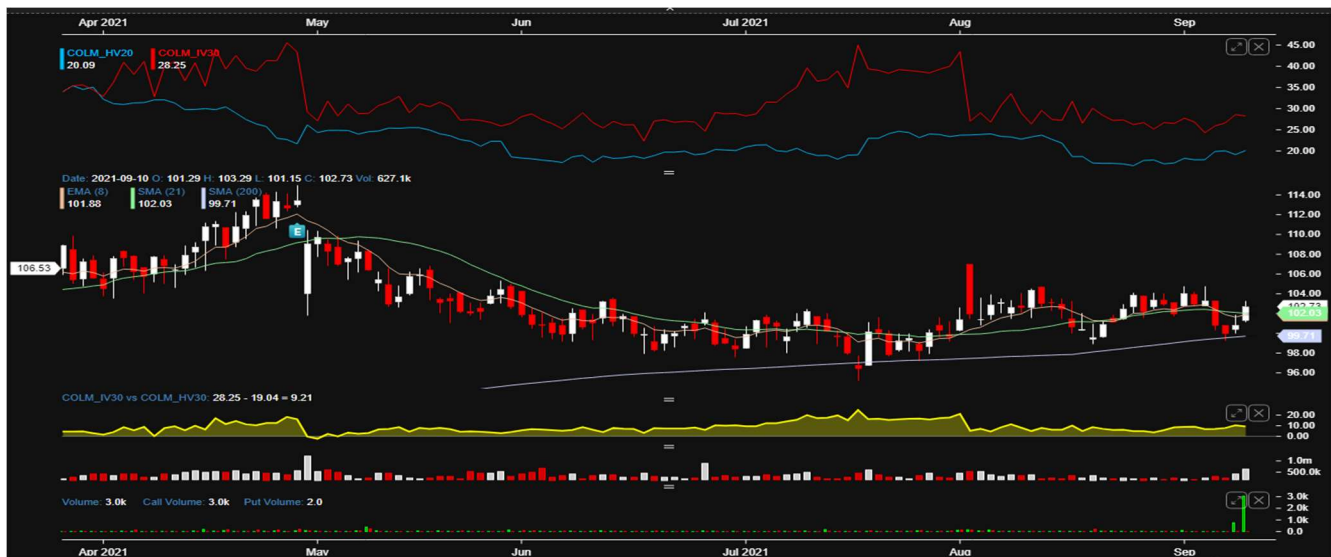 Apr 2021 May Jun Jul 2021 Aug Sep
COLM_HV20 COLM_IV30
20.09 28.25
45.00
40.00
35.00
30.00
25.00
20.00
Date: 2021-09-10 O: 101.29 H: 103.29 L: 101.15 C: 102.73 Vol: 627.1k
EMA (8) SMA (21) SMA (200)
101.88 102.03 99.71
114.00
112.00
110.00
E
108.00
106.53
106.00
104.00
102.73
102.03
99.71
98.00
96.00
COLM_IV30 vs COLM_HV30: 28.25 - 19.04 = 9.21
20.00
10.00
0.00
1.0m
500.0k
Volume: 3.0k Call Volume: 3.0k Put Volume: 2.0
3.0k
2.0k
1.0k
0.0
Apr 2021 May Jun Jul 2021 Aug Sep